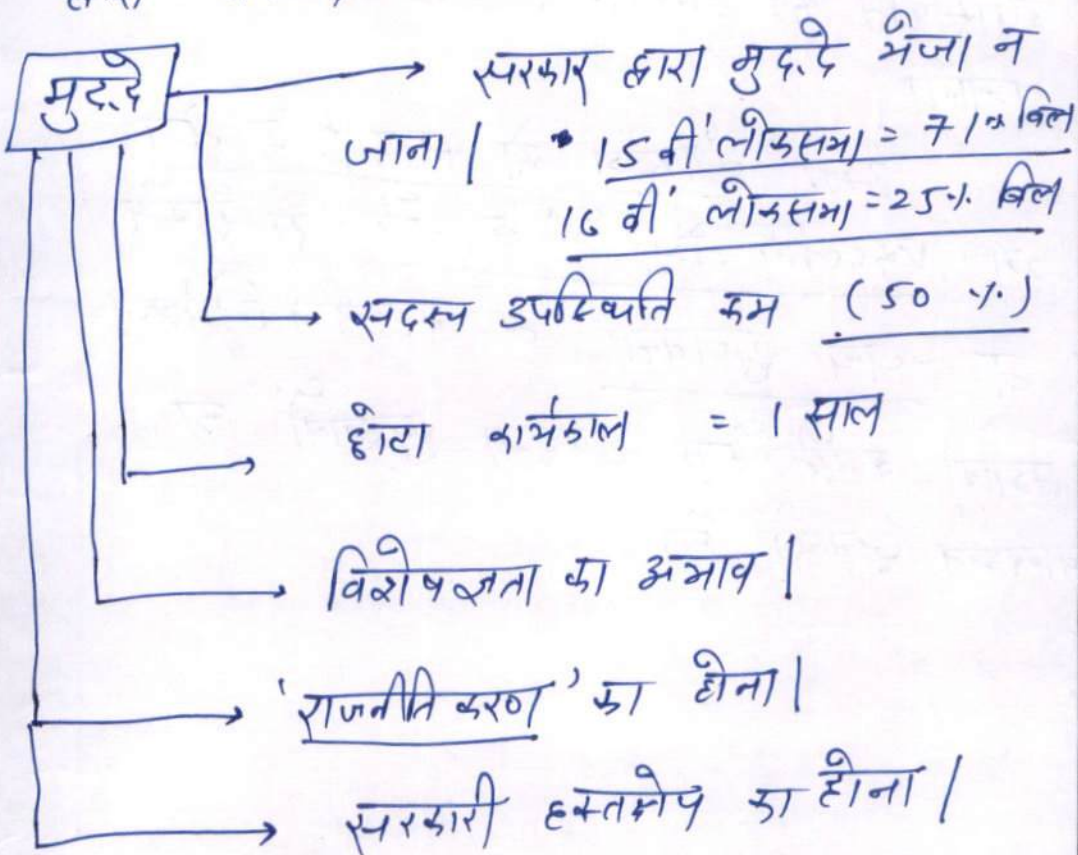 मुद्दे
सरकार द्वारा मुद्दे भेजा न
जाना । • 15 वीं लोकसभा = 71% बिल
16 वीं लोकसभा = 25% बिल
सदस्य उपस्थिति कम (50 %)
छोटा कार्यकाल = 1 साल
विशेषज्ञता का अभाव ।
'राजनीतिकरण' का होना ।
सरकारी हस्तक्षेप का होना ।